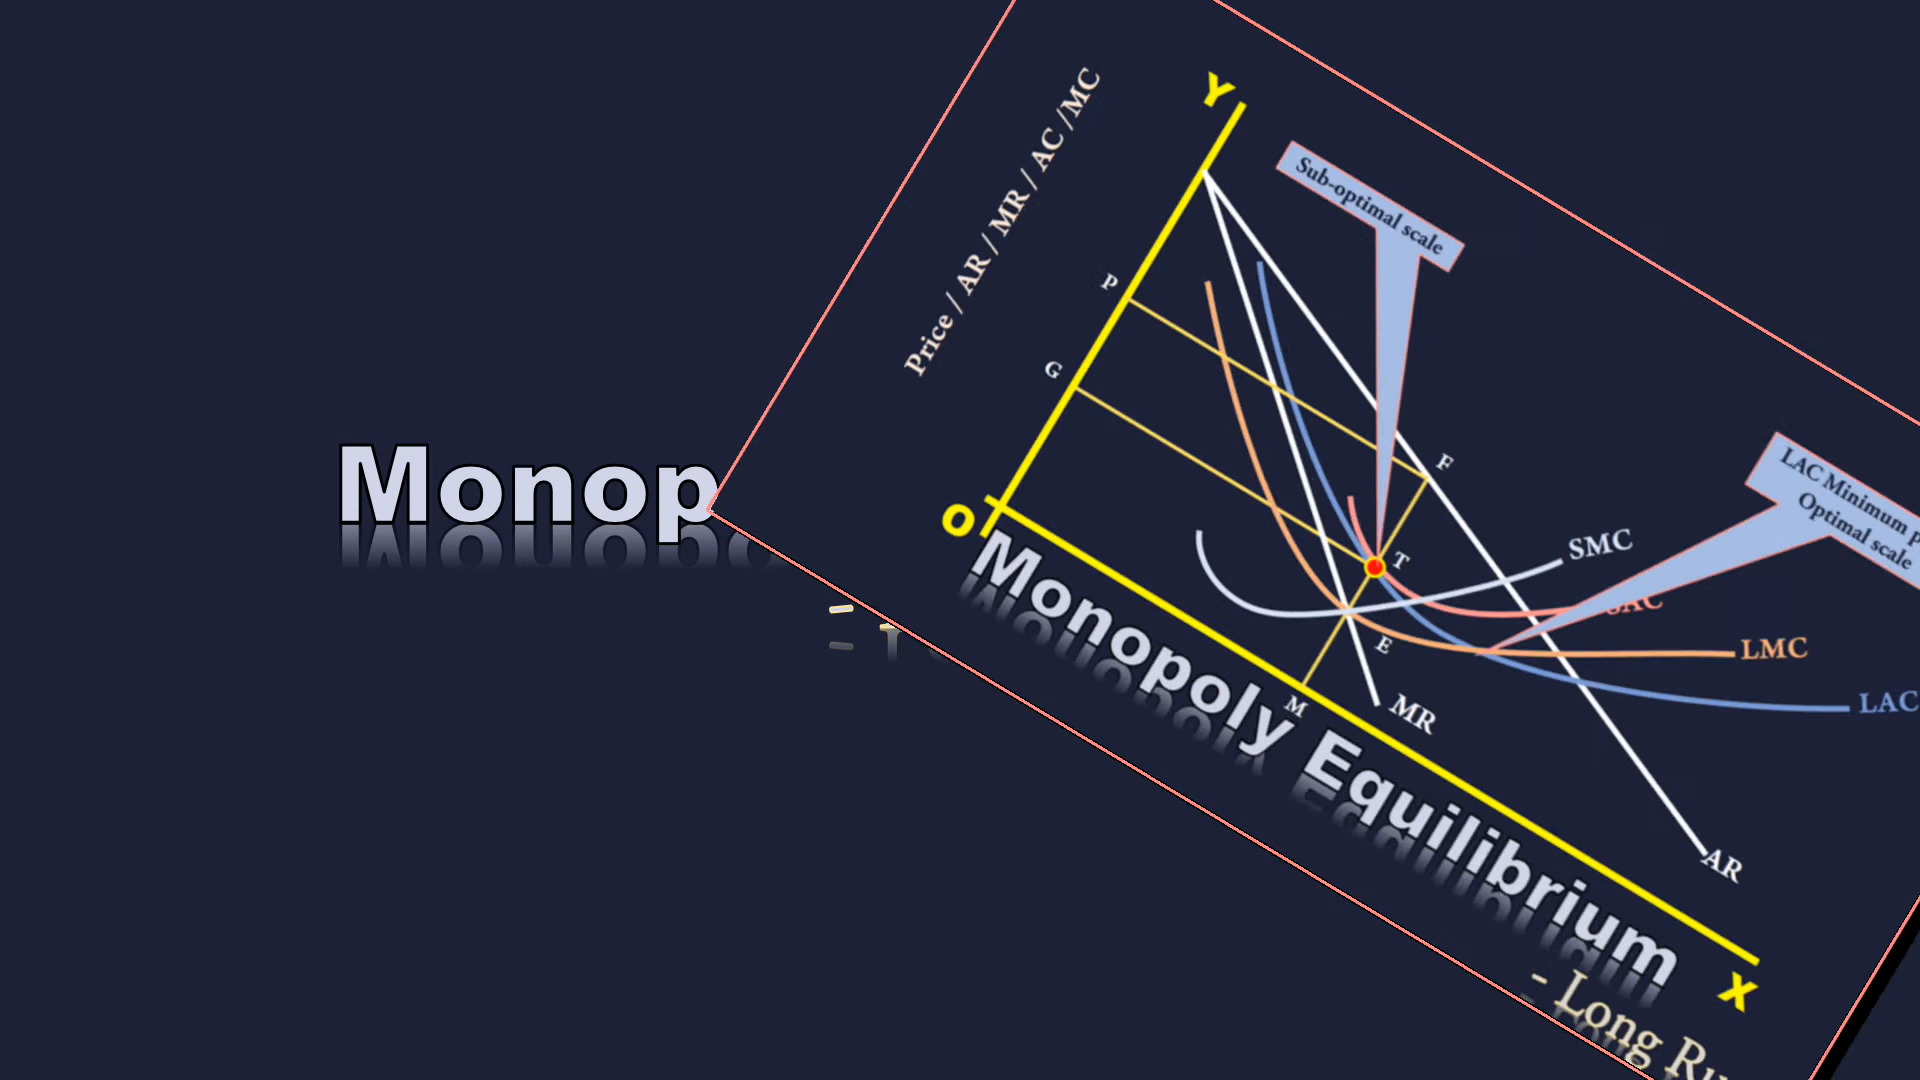 Y
Price / AR / MR / AC /MC
Sub-optimal scale
P
G
F
LAC Minimum
Optimal scale
Monop
O
T
SMC
SAC
E
LMC
M
MR
LAC
Monopoly Equilibrium
AR
X
- Long